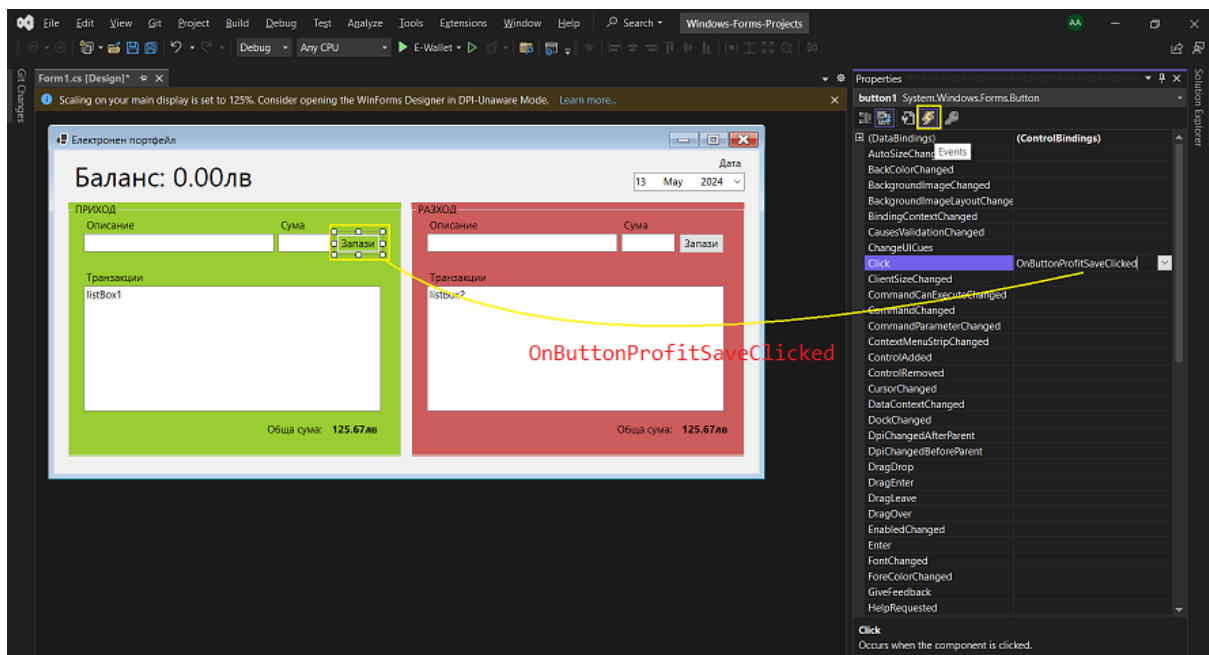 File Edit View Git Project Build Debug Test Analyze Tools Extensions Window Help Search Windows-Forms-Projects AA
Debug Any CPU E-Wallet
Git Changes
Form1.cs [Design]*
Scaling on your main display is set to 125%. Consider opening the WinForms Designer in DPI-Unaware Mode. Learn more...
Електронен портфейл
Баланс: 0.00лв
Дата
13 May 2024
ПРИХОД
Описание Сума
Запази
Транзакции
listBox1
Обща сума: 125.67лв
РАЗХОД
Описание Сума
Запази
Транзакции
listBox2
Обща сума: 125.67лв
OnButtonProfitSaveClicked
Properties
button1 System.Windows.Forms.Button
(DataBindings) (ControlBindings)
Events
AutoSizeChang
BackColorChanged
BackgroundImageChanged
BackgroundImageLayoutChange
BindingContextChanged
CausesValidationChanged
ChangeUICues
Click OnButtonProfitSaveClicked
ClientSizeChanged
CommandCanExecuteChanged
CommandChanged
CommandParameterChanged
ContextMenuStripChanged
ControlAdded
ControlRemoved
CursorChanged
DataContextChanged
DockChanged
DpiChangedAfterParent
DpiChangedBeforeParent
DragDrop
DragEnter
DragLeave
DragOver
EnabledChanged
Enter
FontChanged
ForeColorChanged
GiveFeedback
HelpRequested
Click
Occurs when the component is clicked.
Solution Explorer